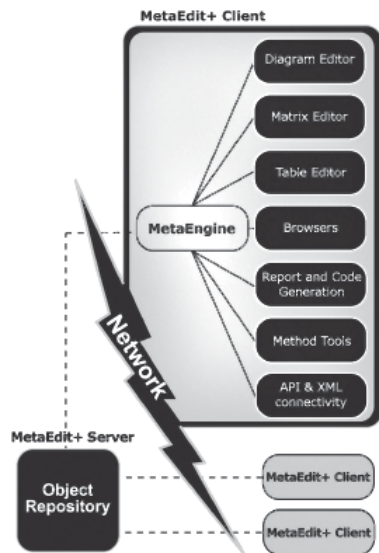 MetaEdit+ Client
Diagram Editor
Matrix Editor
Table Editor
MetaEngine
Browsers
Report and Code
Generation
Method Tools
API & XML
connectivity
Network
MetaEdit+ Server
Object
Repository
MetaEdit+ Client
MetaEdit+ Client